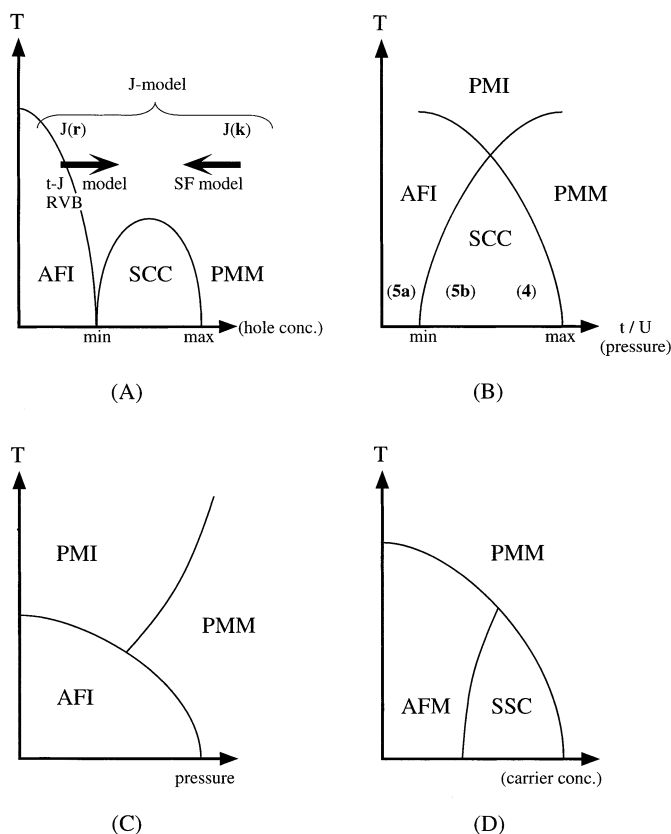 T
J-model
J(r)
J(k)
t-J model
RVB
SF model
AFI
SCC
PMM
min
max
(hole conc.)
(A)
T
PMI
AFI
PMM
SCC
(5a)
(5b)
(4)
min
max
t / U
(pressure)
(B)
T
PMI
PMM
AFI
pressure
(C)
T
PMM
AFM
SSC
(carrier conc.)
(D)